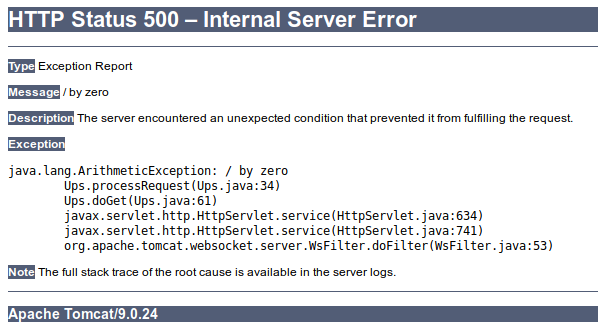 HTTP Status 500 – Internal Server Error
Type Exception Report
Message / by zero
Description The server encountered an unexpected condition that prevented it from fulfilling the request.
Exception
java.lang.ArithmeticException: / by zero
Ups.processRequest(Ups.java:34)
Ups.doGet(Ups.java:61)
javax.servlet.http.HttpServlet.service(HttpServlet.java:634)
javax.servlet.http.HttpServlet.service(HttpServlet.java:741)
org.apache.tomcat.websocket.server.WsFilter.doFilter(WsFilter.java:53)
Note The full stack trace of the root cause is available in the server logs.
Apache Tomcat/9.0.24